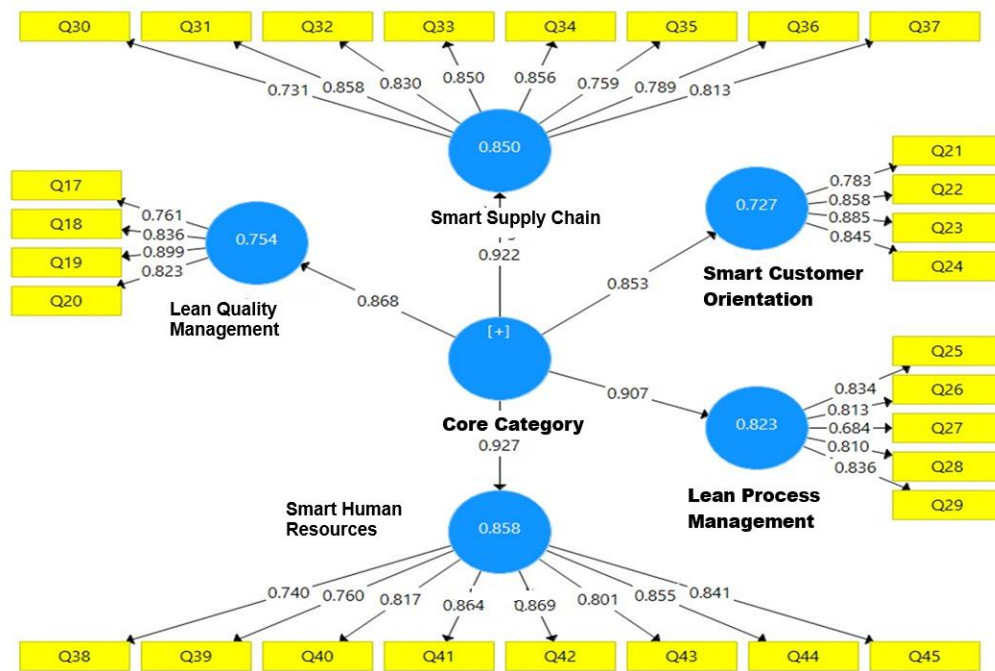 Q30 Q31 Q32 Q33 Q34 Q35 Q36 Q37
0.731 0.858 0.830 0.850 0.856 0.759 0.789 0.813
0.850
Smart Supply Chain
0.922
Q17
Q18
Q19
Q20
0.761
0.836
0.899
0.823
0.754
Lean Quality
Management
0.868
Q21
Q22
Q23
Q24
0.783
0.858
0.885
0.845
0.727
Smart Customer
Orientation
0.853
[+]
Core Category
0.907
Q25
Q26
Q27
Q28
Q29
0.834
0.813
0.684
0.810
0.836
0.823
Lean Process
Management
0.927
Smart Human
Resources
0.858
0.740 0.760 0.817 0.864 0.869 0.801 0.855 0.841
Q38 Q39 Q40 Q41 Q42 Q43 Q44 Q45